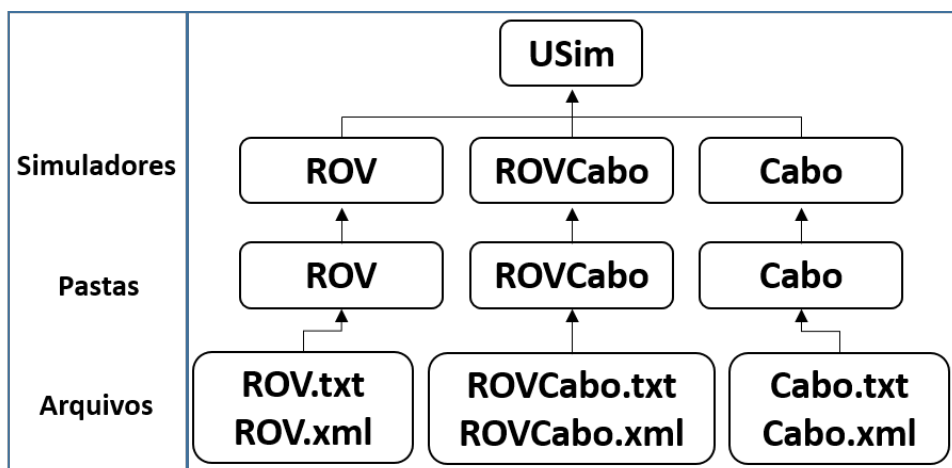 USim
Simuladores
ROV
ROVCabo
Cabo
Pastas
ROV
ROVCabo
Cabo
Arquivos
ROV.txt
ROV.xml
ROVCabo.txt
ROVCabo.xml
Cabo.txt
Cabo.xml